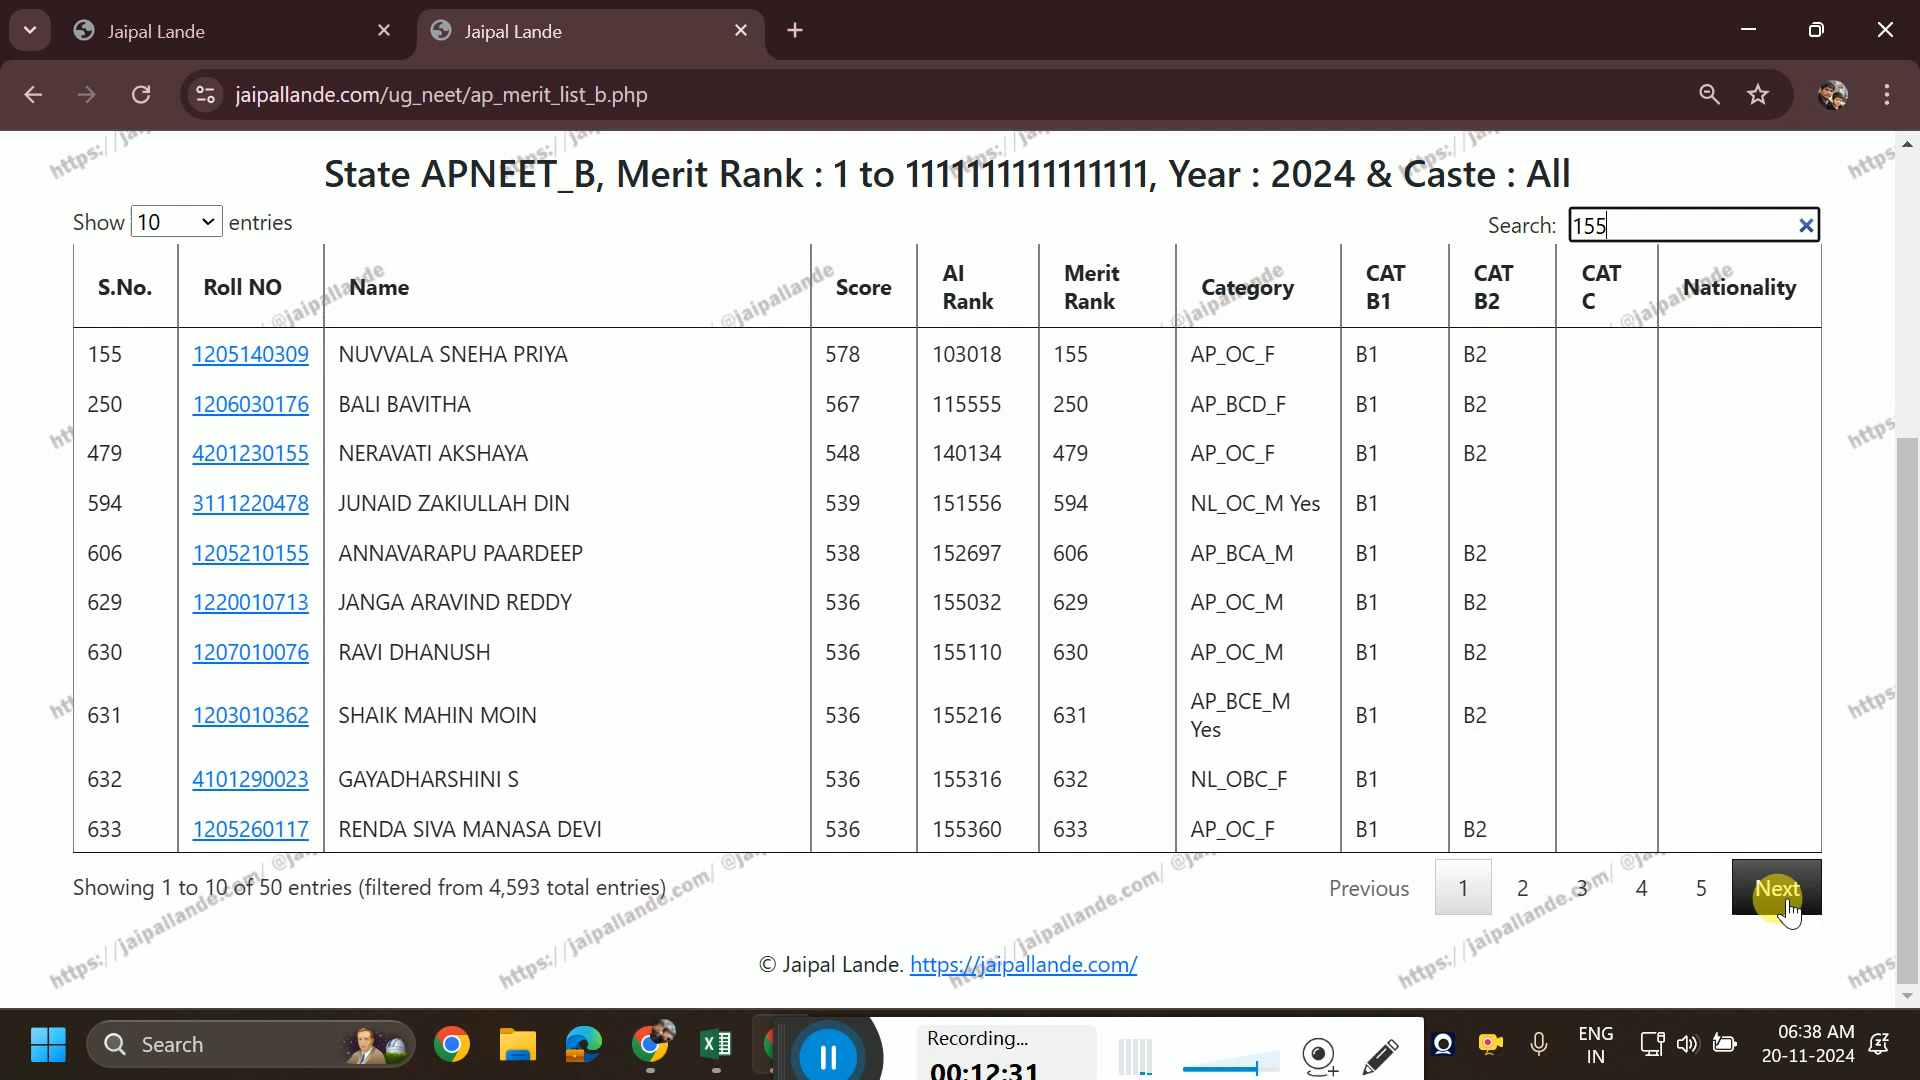 Jaipal Lande
Jaipal Lande
jaipallande.com/ug_neet/ap_merit_list_b.php
State APNEET_B, Merit Rank : 1 to 1111111111111111, Year : 2024 & Caste : All
Show 10 entries
Search: 155
S.No. Roll NO Name Score AI Rank Merit Rank Category CAT B1 CAT B2 CAT C Nationality
155 1205140309 NUVVALA SNEHA PRIYA 578 103018 155 AP_OC_F B1 B2
250 1206030176 BALI BAVITHA 567 115555 250 AP_BCD_F B1 B2
479 4201230155 NERAVATI AKSHAYA 548 140134 479 AP_OC_F B1 B2
594 3111220478 JUNAID ZAKIULLAH DIN 539 151556 594 NL_OC_M Yes B1
606 1205210155 ANNAVARAPU PAARDEEP 538 152697 606 AP_BCA_M B1 B2
629 1220010713 JANGA ARAVIND REDDY 536 155032 629 AP_OC_M B1 B2
630 1207010076 RAVI DHANUSH 536 155110 630 AP_OC_M B1 B2
631 1203010362 SHAIK MAHIN MOIN 536 155216 631 AP_BCE_M Yes B1 B2
632 4101290023 GAYADHARSHINI S 536 155316 632 NL_OBC_F B1
633 1205260117 RENDA SIVA MANASA DEVI 536 155360 633 AP_OC_F B1 B2
Showing 1 to 10 of 50 entries (filtered from 4,593 total entries)
Previous 1 2 3 4 5 Next
© Jaipal Lande. https://jaipallande.com/
Search
Recording...
00:12:31
ENG
IN
06:38 AM
20-11-2024